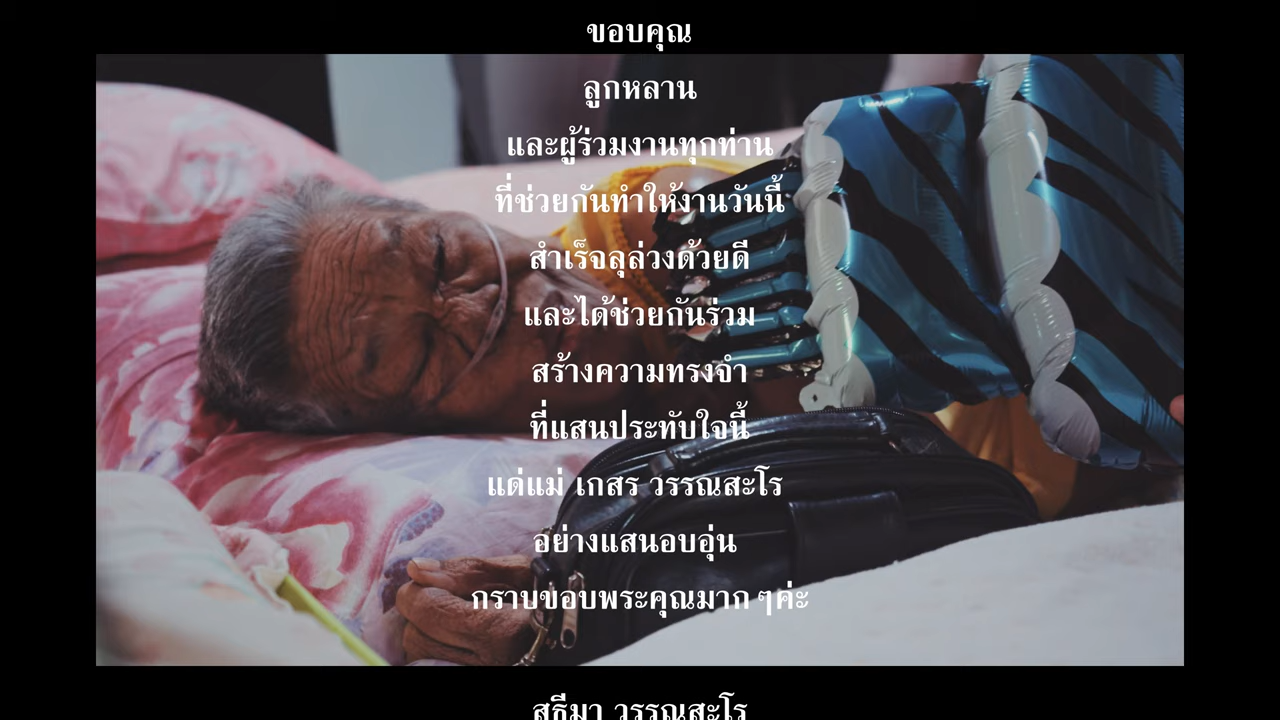 ขอบคุณ
ลูกหลาน
และผู้ร่วมงานทุกท่าน
ที่ช่วยกันทำให้งานวันนี้
สำเร็จลุล่วงด้วยดี
และได้ช่วยกันร่วม
สร้างความทรงจำ
ที่แสนประทับใจนี้
แด่แม่ เกสร วรรณสะโร
อย่างแสนอบอุ่น
กราบขอบพระคุณมาก ๆค่ะ
สุธีมา วรรณสะโร